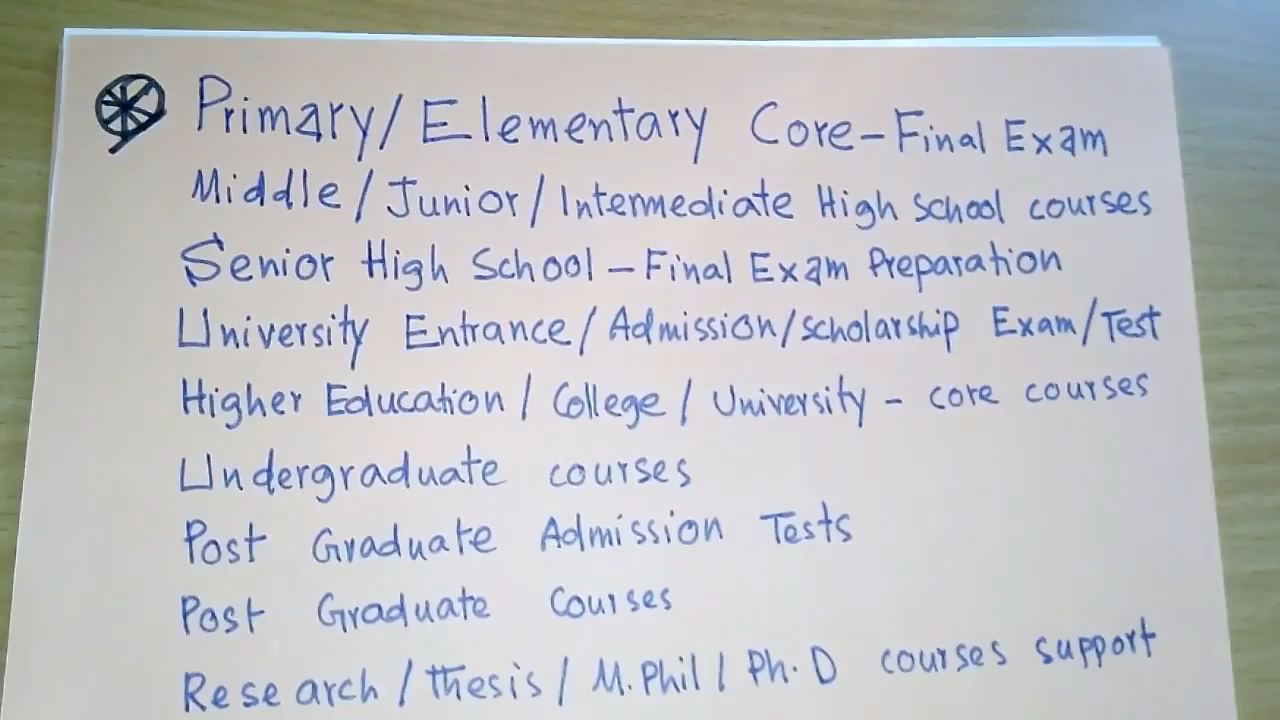 Primary/Elementary Core-Final Exam
Middle/Junior/Intermediate High school courses
Senior High School - Final Exam Preparation
University Entrance/Admission/scholarship Exam/Test
Higher Education/College/University - core courses
Undergraduate courses
Post Graduate Admission Tests
Post Graduate Courses
Research/thesis/M.Phil/Ph.D courses support